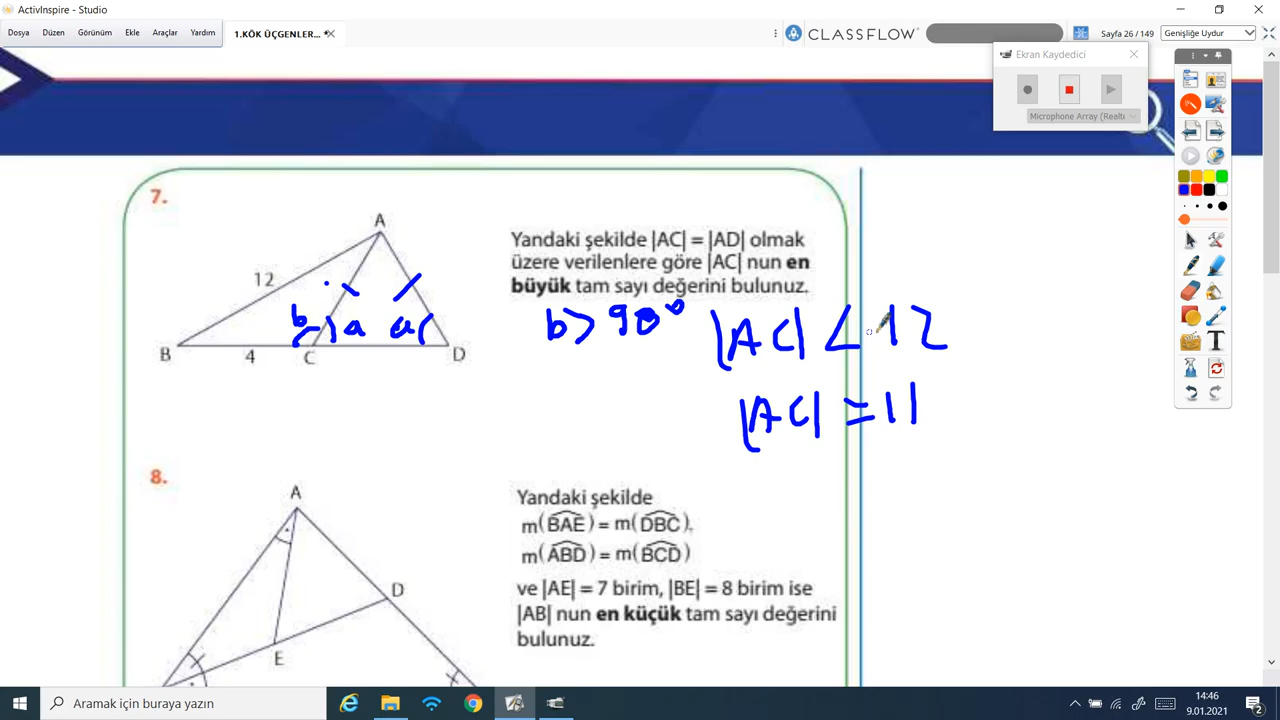 ActivInspire - Studio
Dosya Düzen Görünüm Ekle Araçlar Yardım
1.KÖK ÜÇGENLER...*
CLASSFLOW
Sayfa 26 / 149
Genişliğe Uydur
Ekran Kaydedici
Microphone Array (Realte
7.
A
12
B
4
C
D
b
a
a
Yandaki şekilde |AC| = |AD| olmak
üzere verilenlere göre |AC| nun en
büyük tam sayı değerini bulunuz.
b > 90°
|AC| < 12
|AC| = 11
8.
A
D
E
Yandaki şekilde
m(BAE) = m(DBC),
m(ABD) = m(BCD)
ve |AE| = 7 birim, |BE| = 8 birim ise
|AB| nun en küçük tam sayı değerini
bulunuz.
Aramak için buraya yazın
14:46
9.01.2021
2